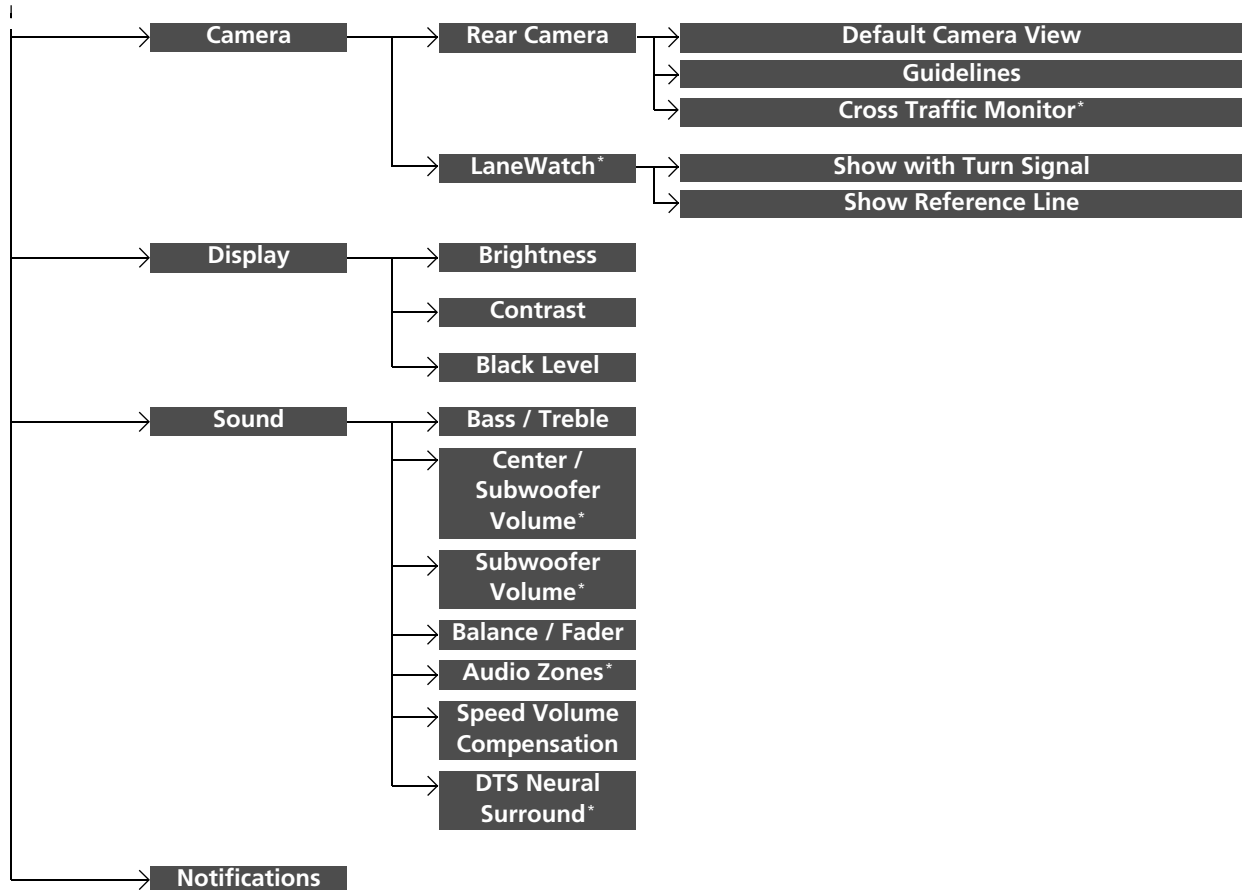 Camera
Rear Camera
Default Camera View
Guidelines
Cross Traffic Monitor*
LaneWatch*
Show with Turn Signal
Show Reference Line
Display
Brightness
Contrast
Black Level
Sound
Bass / Treble
Center /
Subwoofer
Volume*
Subwoofer
Volume*
Balance / Fader
Audio Zones*
Speed Volume
Compensation
DTS Neural
Surround*
Notifications